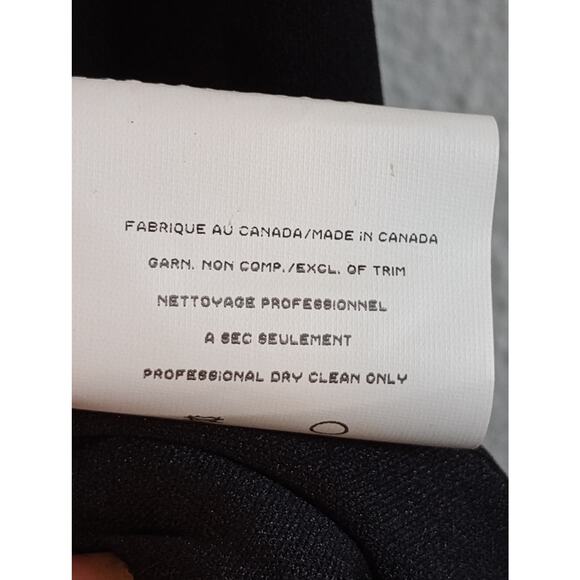 FABRIQUE AU CANADA/MADE IN CANADA
GARN. NON COMP./EXCL. OF TRIM
NETTOYAGE PROFESSIONNEL
A SEC SEULEMENT
PROFESSIONAL DRY CLEAN ONLY